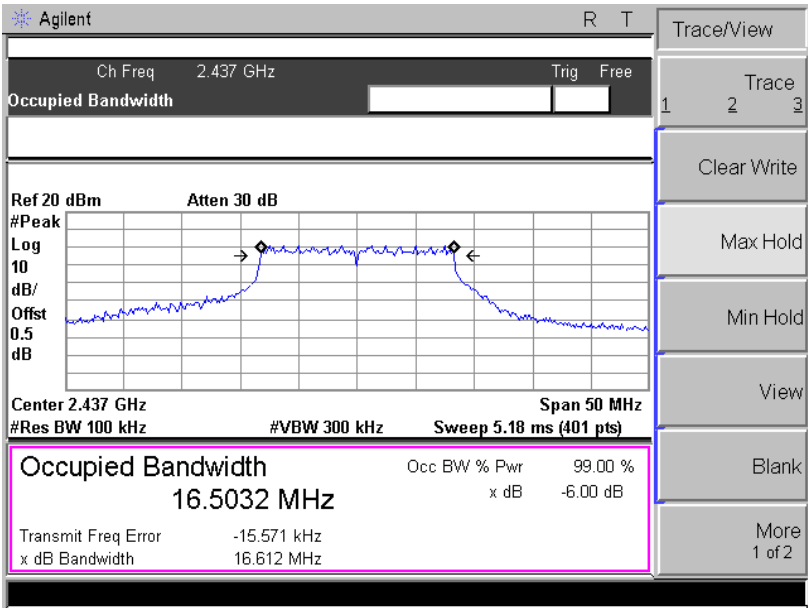 Agilent R T
Trace/View
Ch Freq 2.437 GHz Trig Free
Occupied Bandwidth
Trace
1 2 3
Clear Write
Ref 20 dBm Atten 30 dB
#Peak
Log
10
dB/
Offst
0.5
dB
Max Hold
Min Hold
View
Center 2.437 GHz Span 50 MHz
#Res BW 100 kHz #VBW 300 kHz Sweep 5.18 ms (401 pts)
Occupied Bandwidth Occ BW % Pwr 99.00 %
16.5032 MHz x dB -6.00 dB
Transmit Freq Error -15.571 kHz
x dB Bandwidth 16.612 MHz
Blank
More
1 of 2